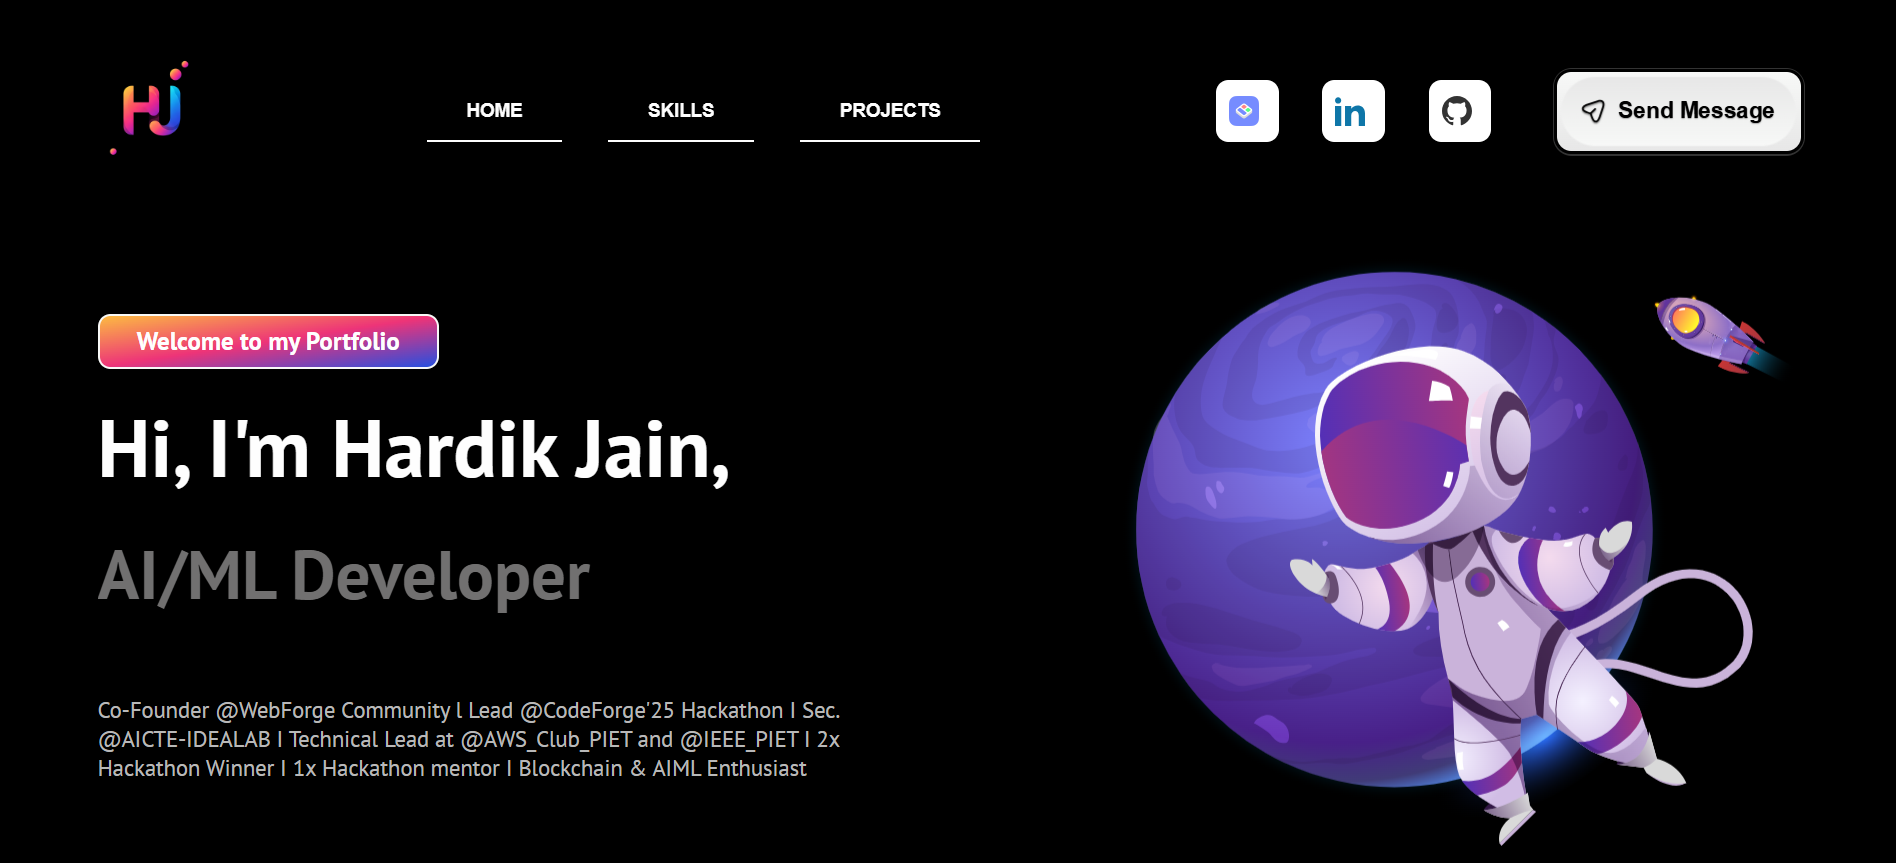 HJ
HOME
SKILLS
PROJECTS
in
Send Message
Welcome to my Portfolio
Hi, I'm Hardik Jain,
AI/ML Developer
Co-Founder @WebForge Community l Lead @CodeForge'25 Hackathon I Sec.
@AICTE-IDEALAB I Technical Lead at @AWS_Club_PIET and @IEEE_PIET I 2x
Hackathon Winner I 1x Hackathon mentor I Blockchain & AIML Enthusiast